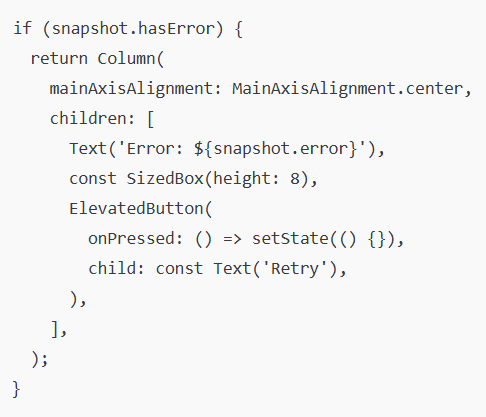 if (snapshot.hasError) {
  return Column(
    mainAxisAlignment: MainAxisAlignment.center,
    children: [
      Text('Error: ${snapshot.error}'),
      const SizedBox(height: 8),
      ElevatedButton(
        onPressed: () => setState(() {}),
        child: const Text('Retry'),
      ),
    ],
  );
}